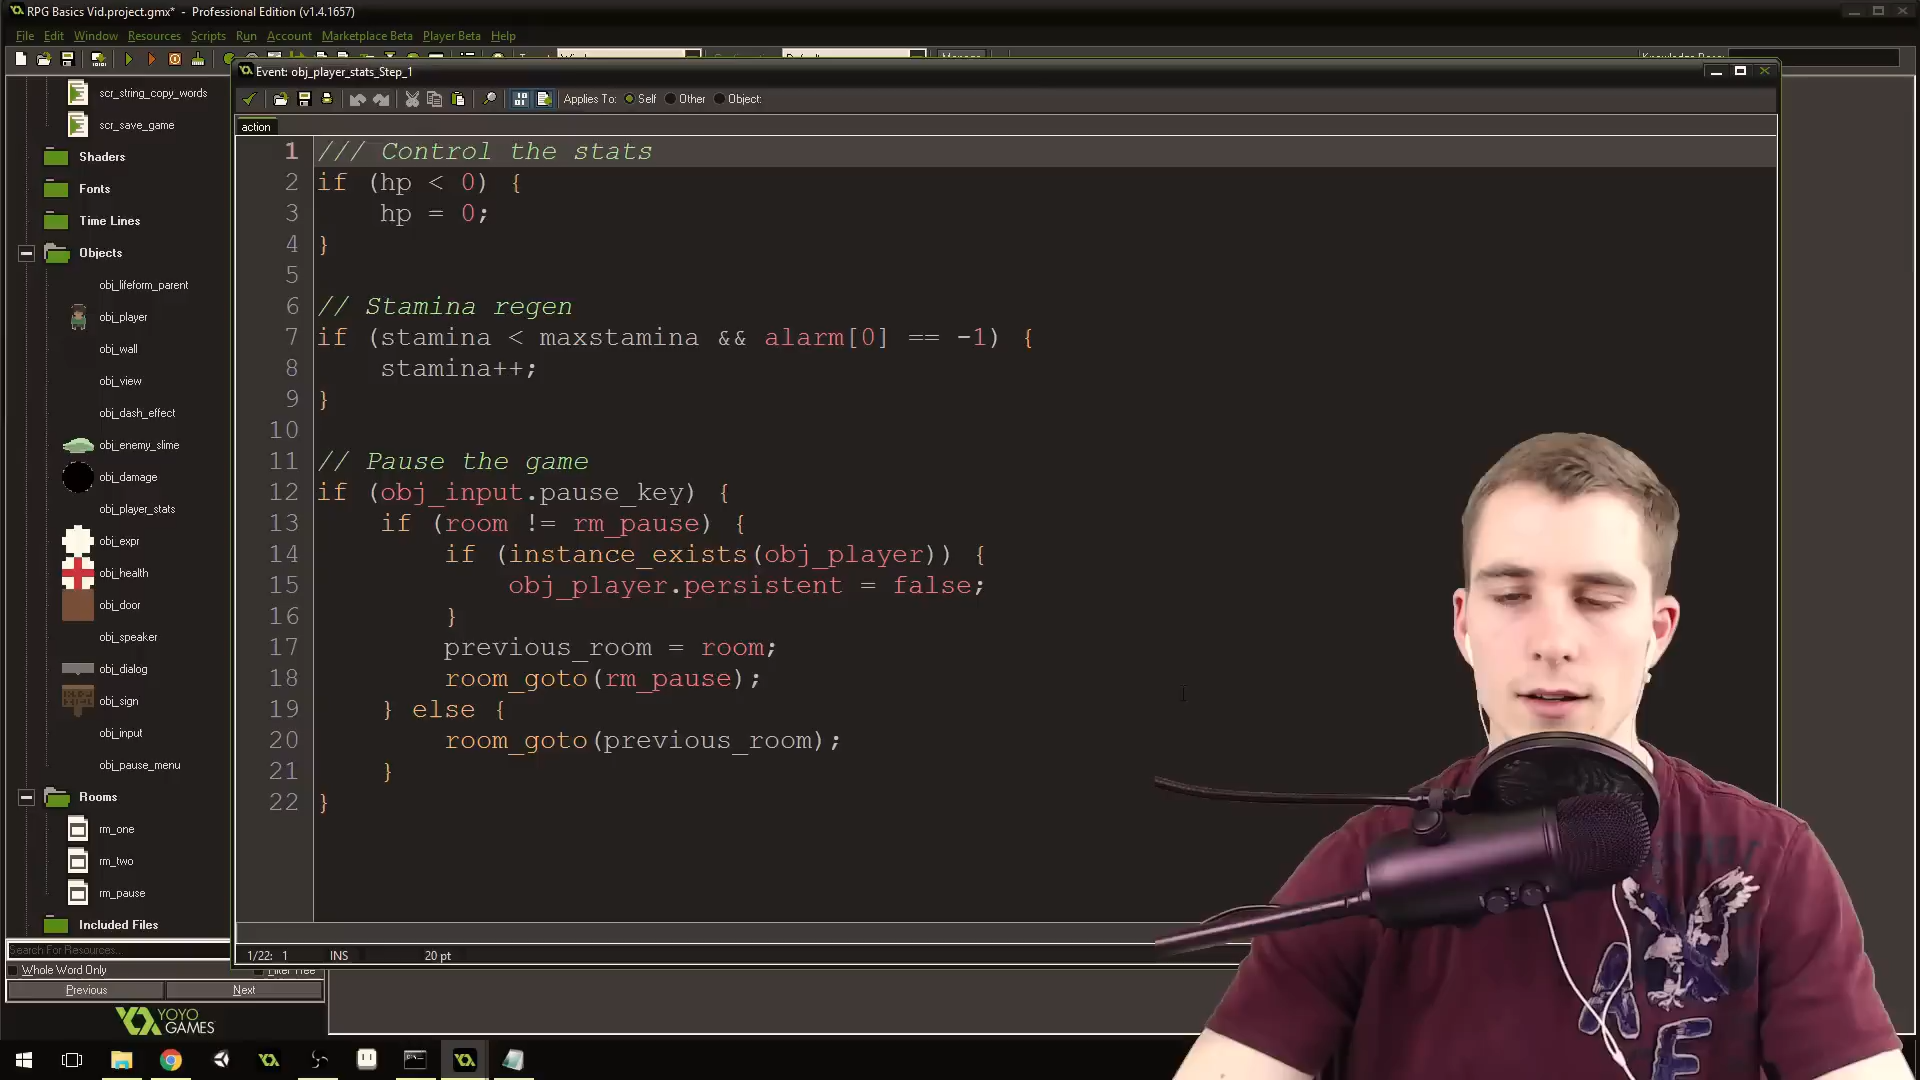 RPG Basics Vid.project.gmx* - Professional Edition (v1.4.1657)
File Edit Window Resources Scripts Run Account Marketplace Beta Player Beta Help
Event: obj_player_stats_Step_1
Applies To: Self Other Object:
action
1 /// Control the stats
2 if (hp < 0) {
3 hp = 0;
4 }
5
6 // Stamina regen
7 if (stamina < maxstamina && alarm[0] == -1) {
8 stamina++;
9 }
10
11 // Pause the game
12 if (obj_input.pause_key) {
13 if (room != rm_pause) {
14 if (instance_exists(obj_player)) {
15 obj_player.persistent = false;
16 }
17 previous_room = room;
18 room_goto(rm_pause);
19 } else {
20 room_goto(previous_room);
21 }
22 }
1/22: 1 INS 20 pt
scr_string_copy_words
scr_save_game
Shaders
Fonts
Time Lines
Objects
obj_lifeform_parent
obj_player
obj_wall
obj_view
obj_dash_effect
obj_enemy_slime
obj_damage
obj_player_stats
obj_expr
obj_health
obj_door
obj_speaker
obj_dialog
obj_sign
obj_input
obj_pause_menu
Rooms
rm_one
rm_two
rm_pause
Included Files
Search For Resources...
Whole Word Only Filter Tree
Previous Next
YOYO
GAMES